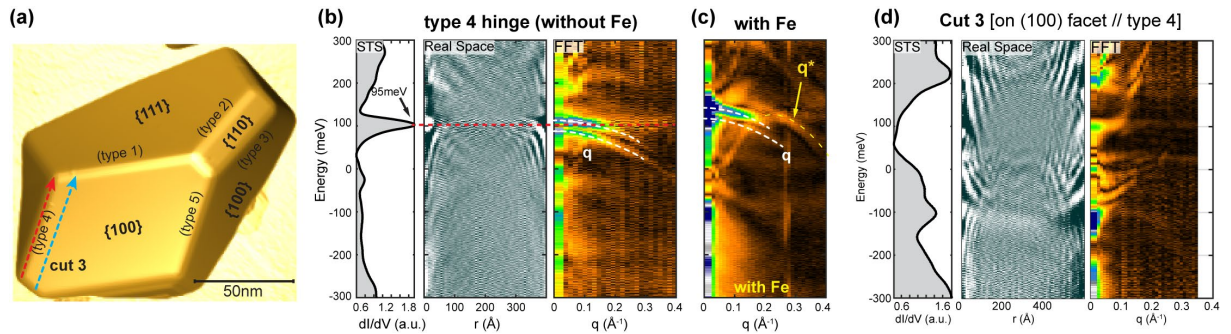 (a)
{111}
(type 2)
{110}
(type 3)
(type 1)
{100}
(type 5)
(type 4)
{100}
cut 3
50nm
(b) type 4 hinge (without Fe)
STS Real Space FFT
300
200
100
0
-100
-200
-300
Energy (meV)
95meV
q
0.6 1.2 1.8
dI/dV (a.u.)
0 200
r (Å)
0.0 0.1 0.2 0.3 0.4
q (Å⁻¹)
(c) with Fe
q*
q
with Fe
0.0 0.1 0.2 0.3 0.4
q (Å⁻¹)
(d) Cut 3 [on (100) facet // type 4]
STS Real Space FFT
300
200
100
0
-100
-200
-300
Energy (meV)
0.6 1.6
dI/dV (a.u.)
0 200 400
r (Å)
0.0 0.1 0.2 0.3 0.4
q (Å⁻¹)